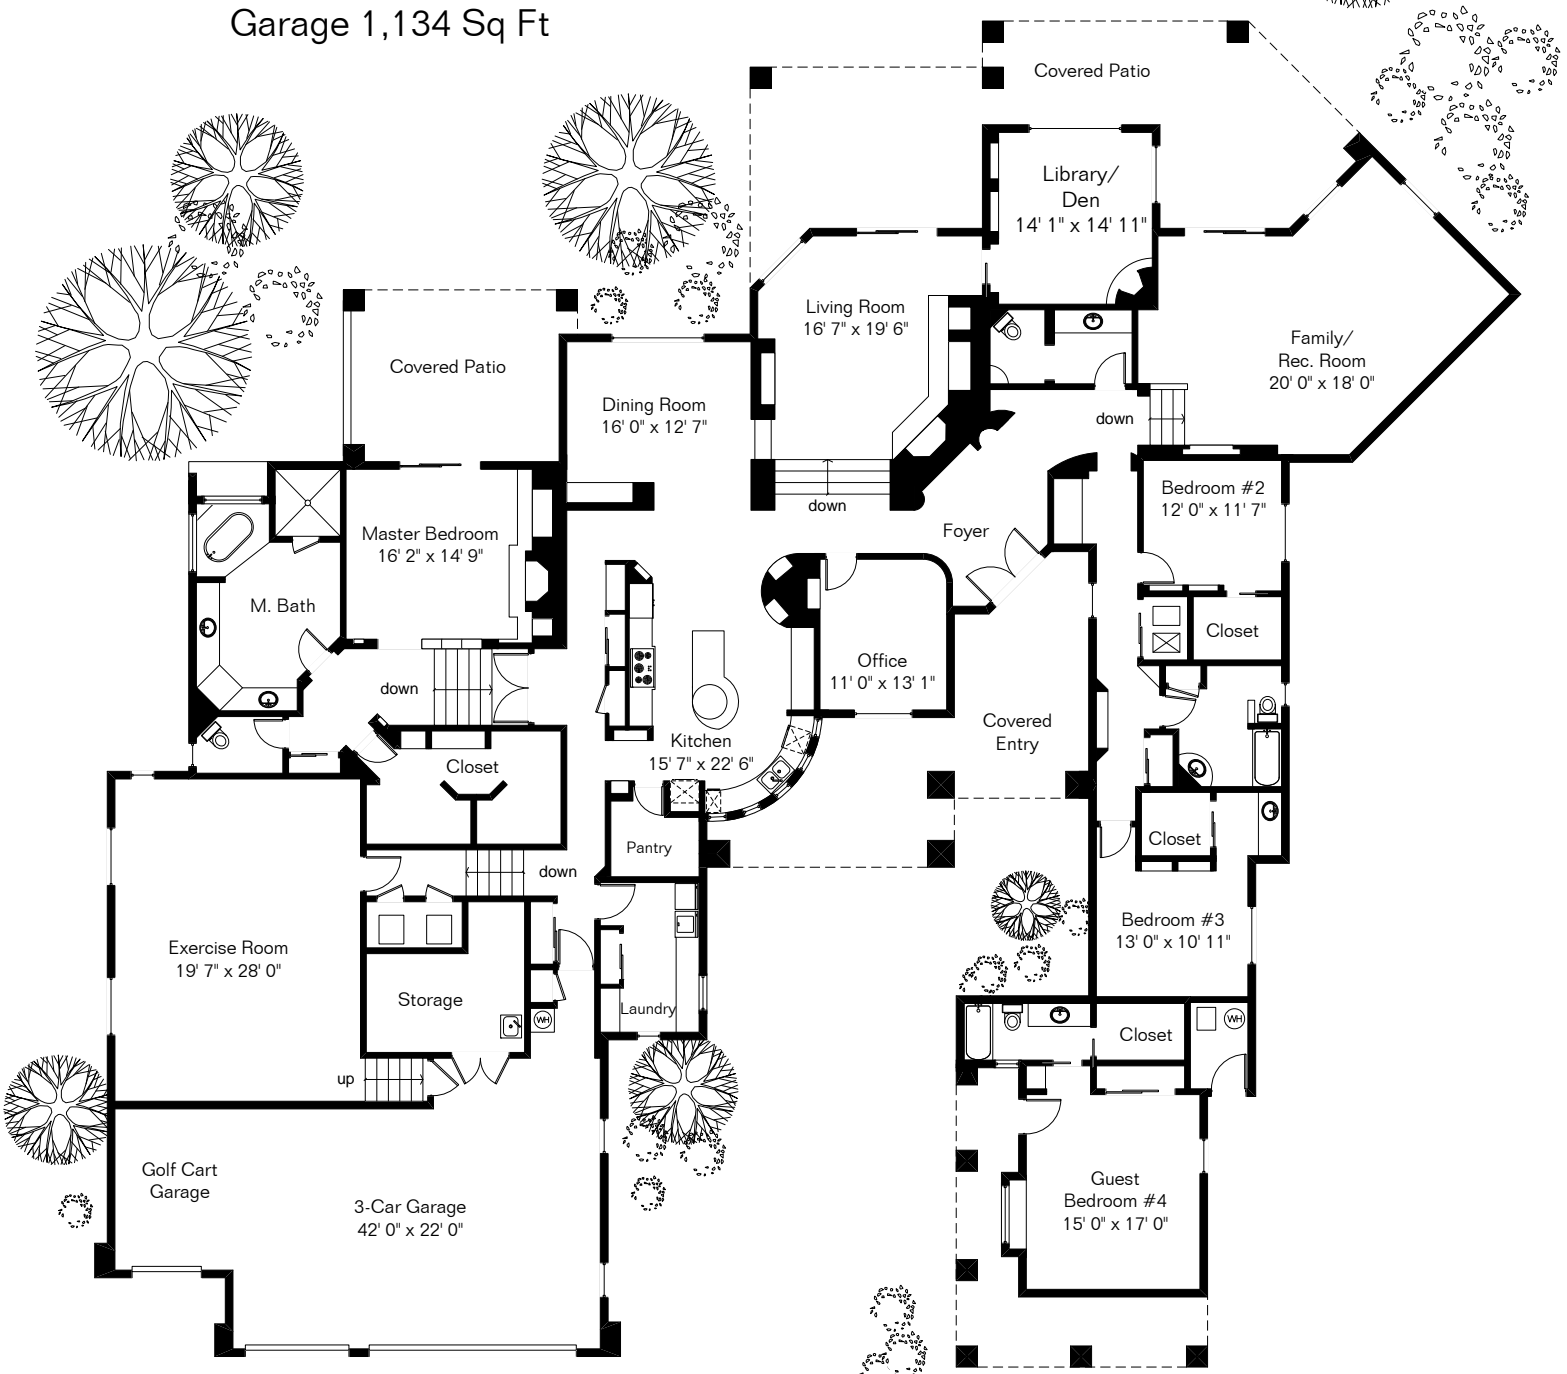 Garage 1,134 Sq Ft
Covered Patio
Library/
Den
14' 1" x 14' 11"
Living Room
16' 7" x 19' 6"
Family/
Rec. Room
20' 0" x 18' 0"
Covered Patio
Dining Room
16' 0" x 12' 7"
down
Bedroom #2
12' 0" x 11' 7"
down
Foyer
Master Bedroom
16' 2" x 14' 9"
M. Bath
Closet
Office
11' 0" x 13' 1"
down
Covered
Entry
Kitchen
15' 7" x 22' 6"
Closet
Closet
Pantry
down
Bedroom #3
13' 0" x 10' 11"
Exercise Room
19' 7" x 28' 0"
Storage
Laundry
WH
WH
Closet
up
Golf Cart
Garage
3-Car Garage
42' 0" x 22' 0"
Guest
Bedroom #4
15' 0" x 17' 0"